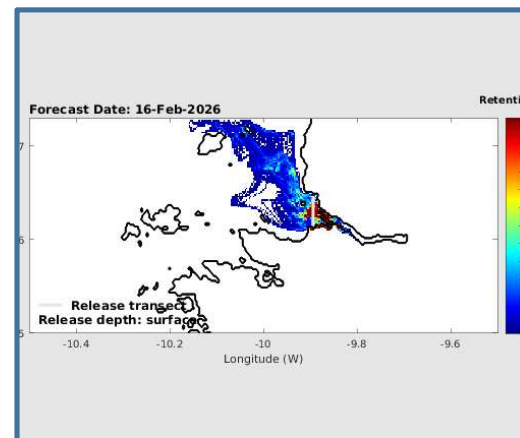 Retenti
Forecast Date: 16-Feb-2026
7
6
5
Release transect
Release depth: surface
-10.4 -10.2 -10 -9.8 -9.6
Longitude (W)